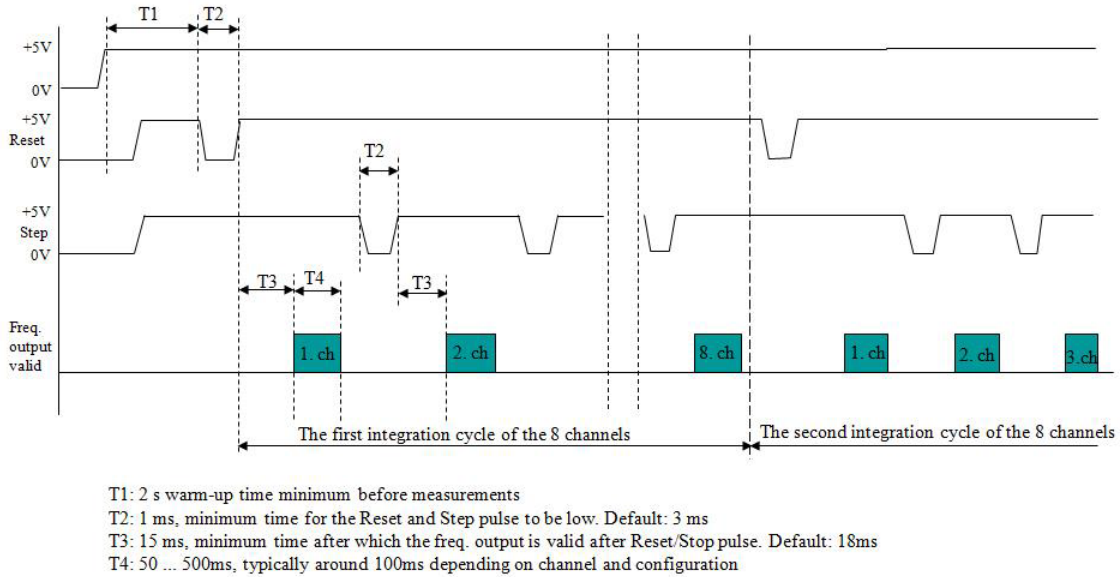 T1 T2
+5V
0V
+5V
Reset
0V
T2
+5V
Step
0V
T3 T4 T3
Freq.
output
valid
1. ch 2. ch 8. ch 1. ch 2. ch 3.ch
The first integration cycle of the 8 channels The second integration cycle of the 8 channels
T1: 2 s warm-up time minimum before measurements
T2: 1 ms, minimum time for the Reset and Step pulse to be low. Default: 3 ms
T3: 15 ms, minimum time after which the freq. output is valid after Reset/Stop pulse. Default: 18ms
T4: 50 ... 500ms, typically around 100ms depending on channel and configuration